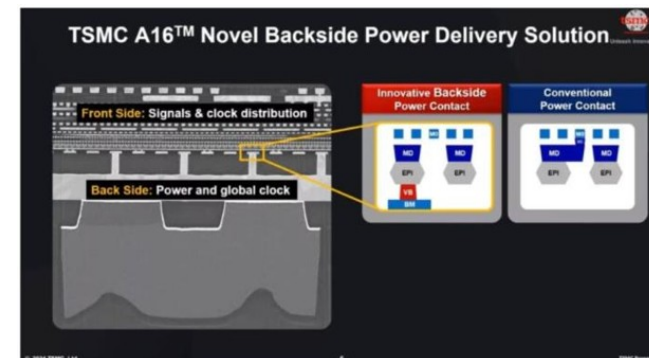 TSMC A16™ Novel Backside Power Delivery Solution
tsmc
Front Side: Signals & clock distribution
Back Side: Power and global clock
Innovative Backside
Power Contact
MD
MD
EPI
EPI
VB
BM
Conventional
Power Contact
MD
MD
EPI
EPI